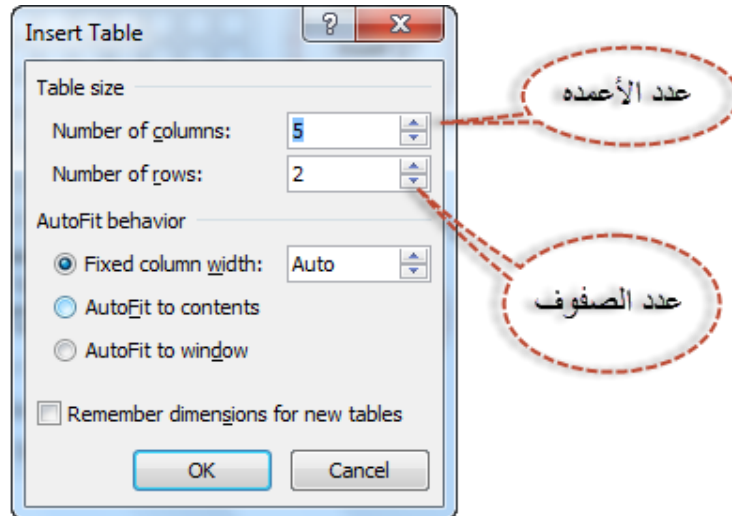 Insert Table
Table size
Number of columns: 5
عدد الأعمده
Number of rows: 2
AutoFit behavior
Fixed column width: Auto
عدد الصفوف
AutoFit to contents
AutoFit to window
Remember dimensions for new tables
OK Cancel